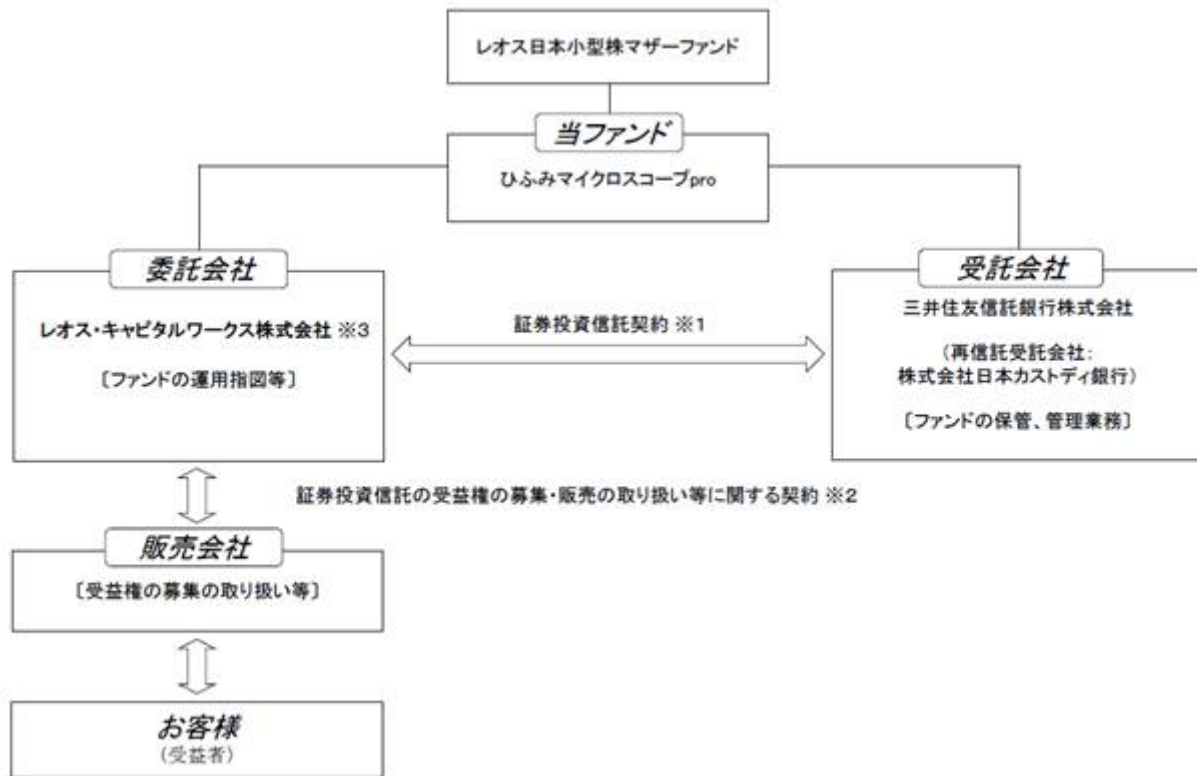 レオス日本小型株マザーファンド
当ファンド
ひふみマイクロスコープpro
委託会社
レオス・キャピタルワークス株式会社 ※3
〔ファンドの運用指図等〕
証券投資信託契約 ※1
受託会社
三井住友信託銀行株式会社
(再信託受託会社:
株式会社日本カストディ銀行)
〔ファンドの保管、管理業務〕
証券投資信託の受益権の募集・販売の取り扱い等に関する契約 ※2
販売会社
〔受益権の募集の取り扱い等〕
お客様
(受益者)